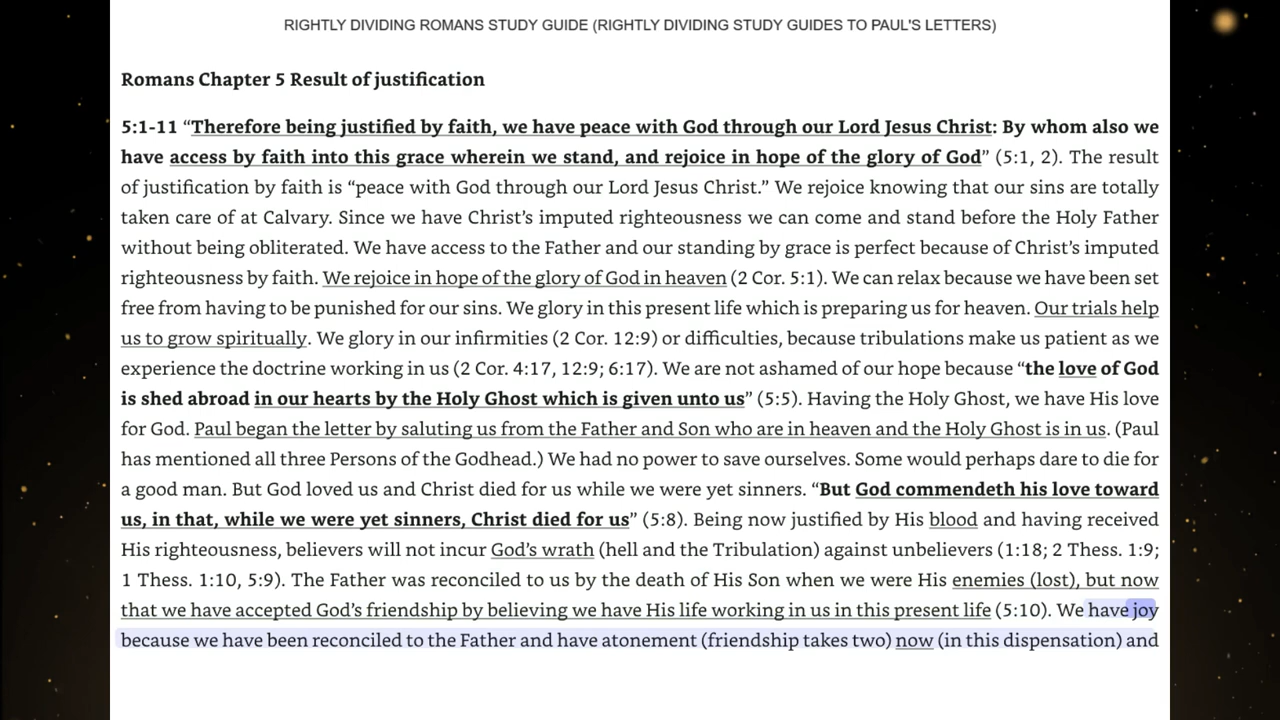 RIGHTLY DIVIDING ROMANS STUDY GUIDE (RIGHTLY DIVIDING STUDY GUIDES TO PAUL'S LETTERS)
Romans Chapter 5 Result of justification
5:1-11 “Therefore being justified by faith, we have peace with God through our Lord Jesus Christ: By whom also we
have access by faith into this grace wherein we stand, and rejoice in hope of the glory of God” (5:1, 2). The result
of justification by faith is “peace with God through our Lord Jesus Christ.” We rejoice knowing that our sins are totally
taken care of at Calvary. Since we have Christ’s imputed righteousness we can come and stand before the Holy Father
without being obliterated. We have access to the Father and our standing by grace is perfect because of Christ’s imputed
righteousness by faith. We rejoice in hope of the glory of God in heaven (2 Cor. 5:1). We can relax because we have been set
free from having to be punished for our sins. We glory in this present life which is preparing us for heaven. Our trials help
us to grow spiritually. We glory in our infirmities (2 Cor. 12:9) or difficulties, because tribulations make us patient as we
experience the doctrine working in us (2 Cor. 4:17, 12:9; 6:17). We are not ashamed of our hope because “the love of God
is shed abroad in our hearts by the Holy Ghost which is given unto us” (5:5). Having the Holy Ghost, we have His love
for God. Paul began the letter by saluting us from the Father and Son who are in heaven and the Holy Ghost is in us. (Paul
has mentioned all three Persons of the Godhead.) We had no power to save ourselves. Some would perhaps dare to die for
a good man. But God loved us and Christ died for us while we were yet sinners. “But God commendeth his love toward
us, in that, while we were yet sinners, Christ died for us” (5:8). Being now justified by His blood and having received
His righteousness, believers will not incur God’s wrath (hell and the Tribulation) against unbelievers (1:18; 2 Thess. 1:9;
1 Thess. 1:10, 5:9). The Father was reconciled to us by the death of His Son when we were His enemies (lost), but now
that we have accepted God’s friendship by believing we have His life working in us in this present life (5:10). We have joy
because we have been reconciled to the Father and have atonement (friendship takes two) now (in this dispensation) and